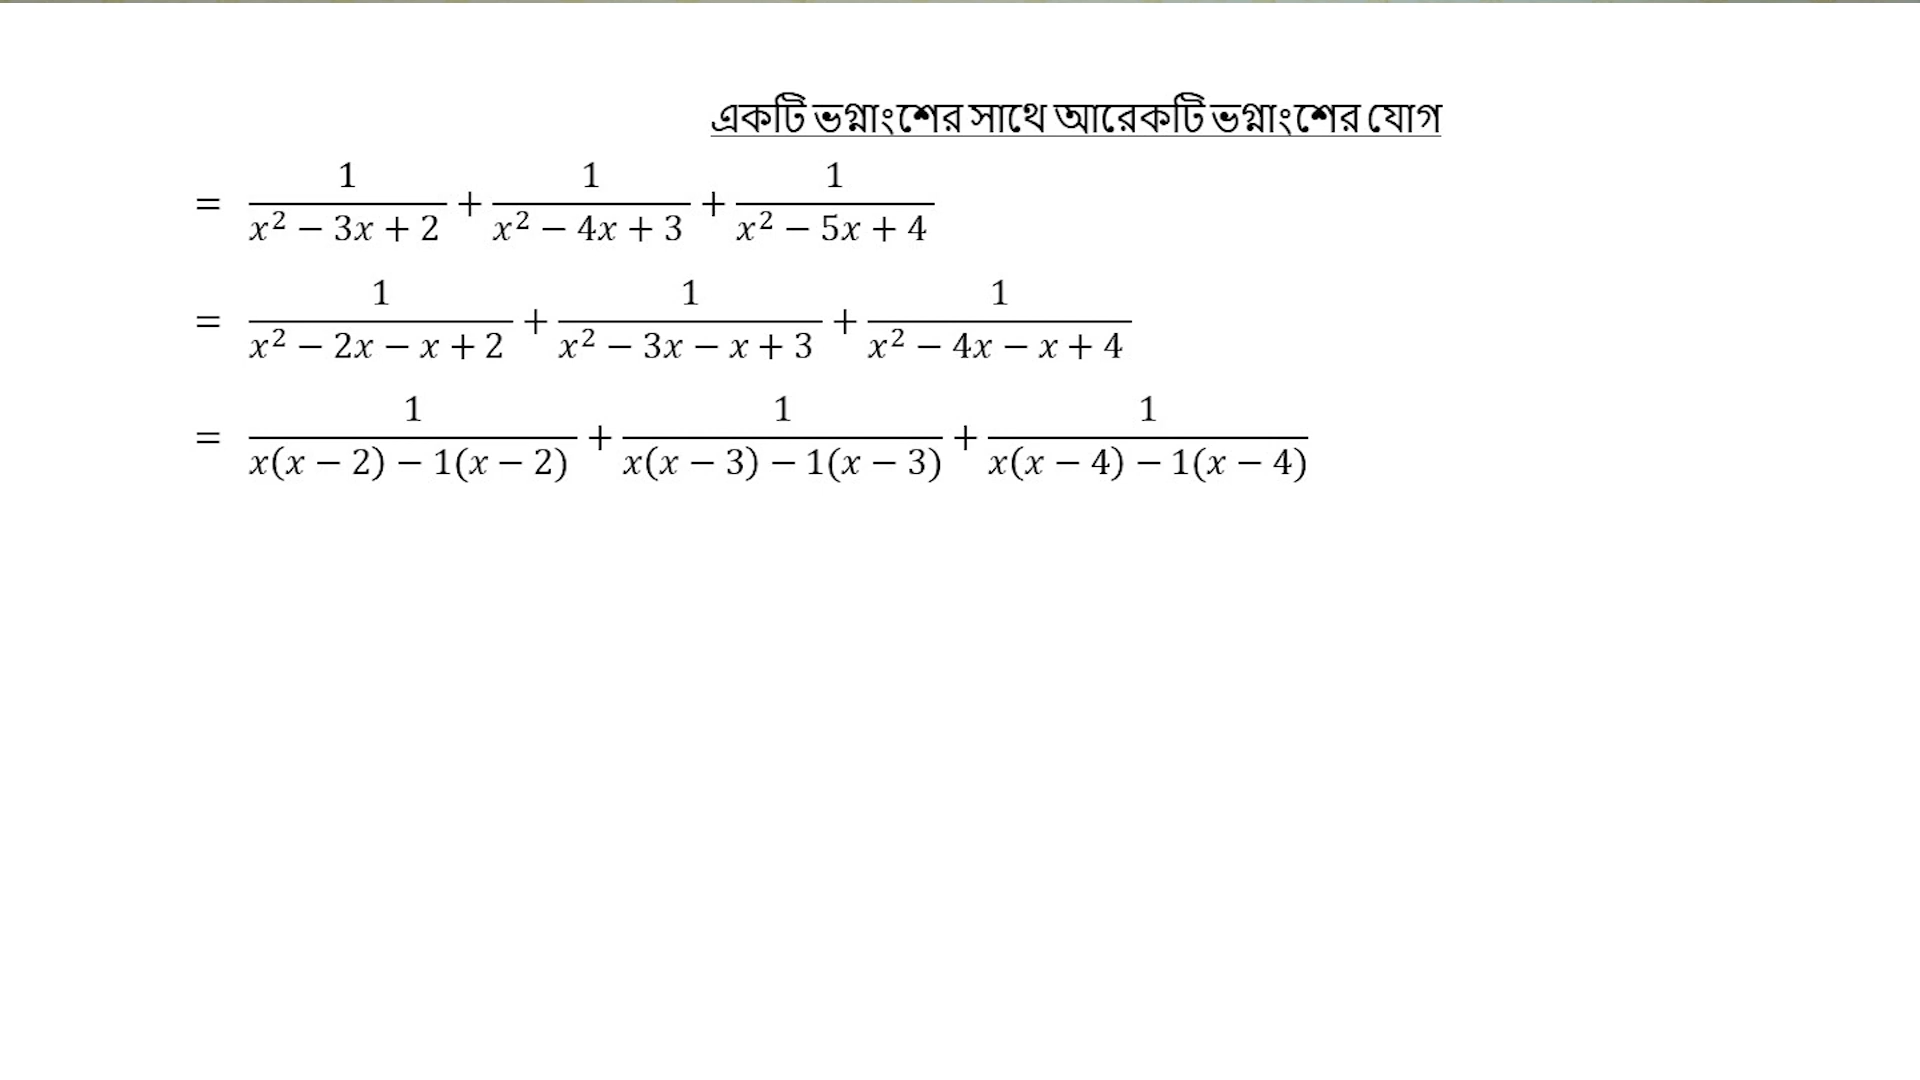 একটি ভগ্নাংশের সাথে আরেকটি ভগ্নাংশের যোগ
= 1/(x² − 3x + 2) + 1/(x² − 4x + 3) + 1/(x² − 5x + 4)
= 1/(x² − 2x − x + 2) + 1/(x² − 3x − x + 3) + 1/(x² − 4x − x + 4)
= 1/(x(x − 2) − 1(x − 2)) + 1/(x(x − 3) − 1(x − 3)) + 1/(x(x − 4) − 1(x − 4))